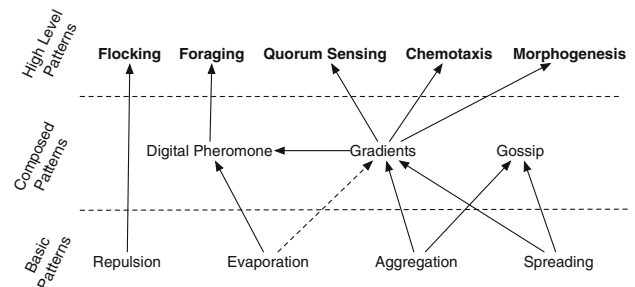 High Level
Patterns
Flocking Foraging Quorum Sensing Chemotaxis Morphogenesis
Composed
Patterns
Digital Pheromone Gradients Gossip
Basic
Patterns
Repulsion Evaporation Aggregation Spreading